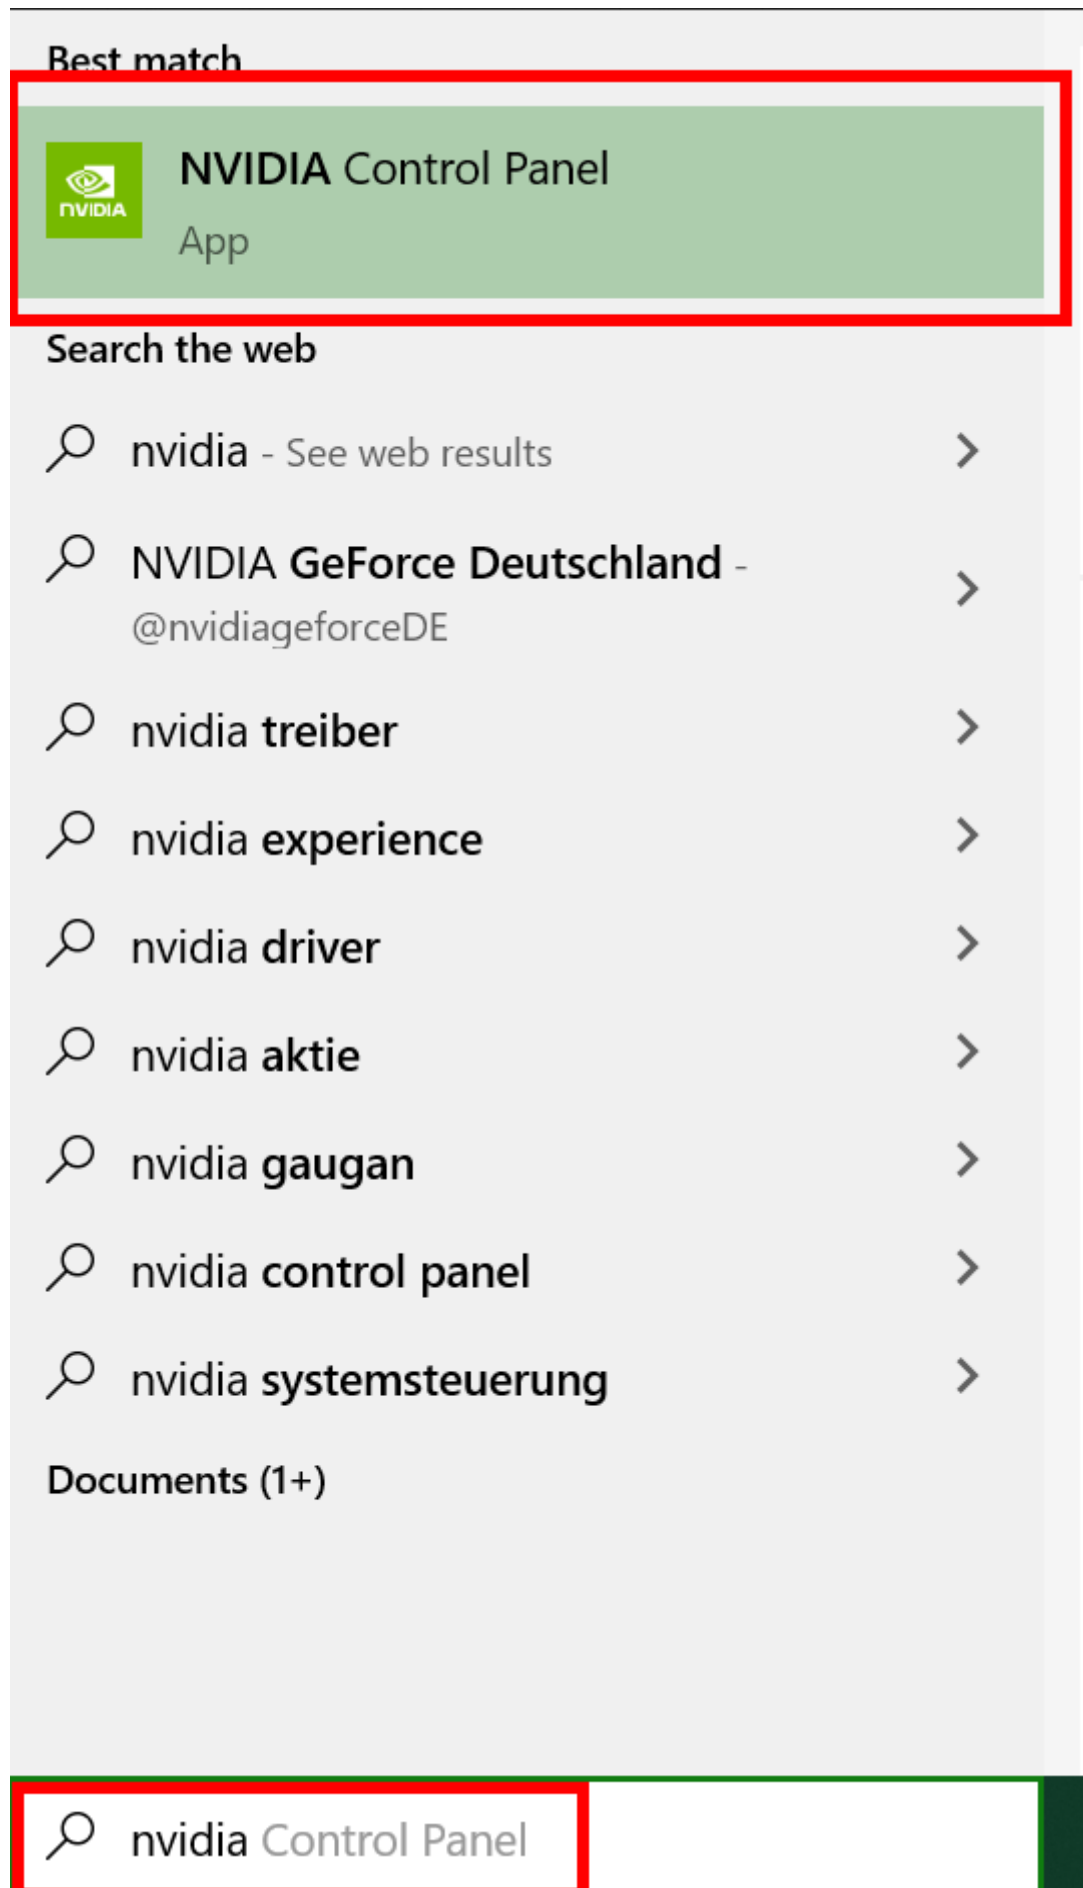 Best match
NVIDIA Control Panel
nVIDIA
App
Search the web
nvidia - See web results
NVIDIA GeForce Deutschland -
@nvidiageforceDE
nvidia treiber
nvidia experience
nvidia driver
nvidia aktie
nvidia gaugan
nvidia control panel
nvidia systemsteuerung
Documents (1+)
nvidia Control Panel